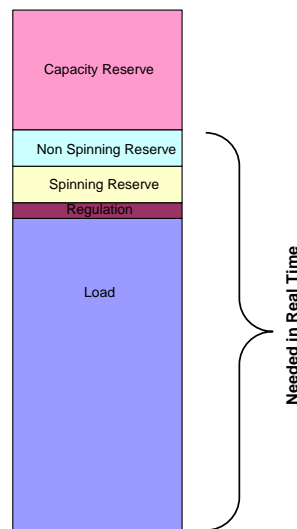 Capacity Reserve
Non Spinning Reserve
Spinning Reserve
Regulation
Load
Needed in Real Time